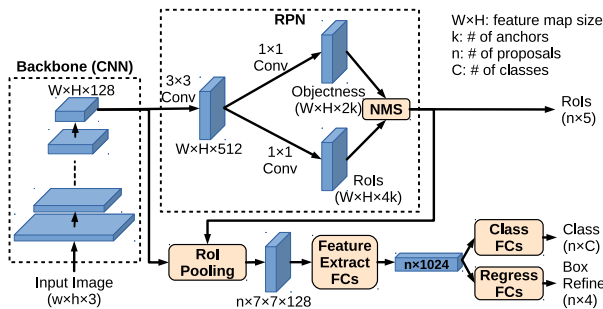 RPN
W×H: feature map size
k: # of anchors
n: # of proposals
C: # of classes
Backbone (CNN)
W×H×128
3×3
Conv
W×H×512
1×1
Conv
Objectness
(W×H×2k)
NMS
1×1
Conv
RoIs
(W×H×4k)
RoIs
(n×5)
Input Image
(w×h×3)
RoI
Pooling
n×7×7×128
Feature
Extract
FCs
n×1024
Class
FCs
Class
(n×C)
Regress
FCs
Box
Refine
(n×4)